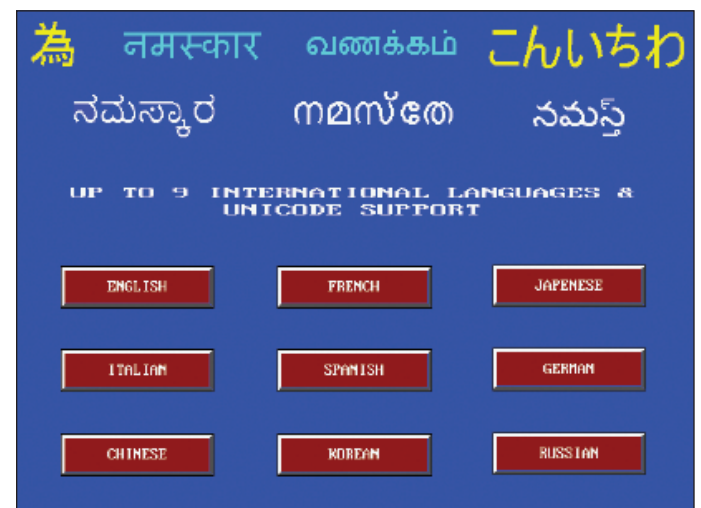 為 नमस्कार வணக்கம் こんいちわ
ನಮಸ್ಕಾರ നമസ്തേ నమస్తే
UP TO 9 INTERNATIONAL LANGUAGES &
UNICODE SUPPORT
ENGLISH FRENCH JAPENESE
ITALIAN SPANISH GERMAN
CHINESE KOREAN RUSSIAN